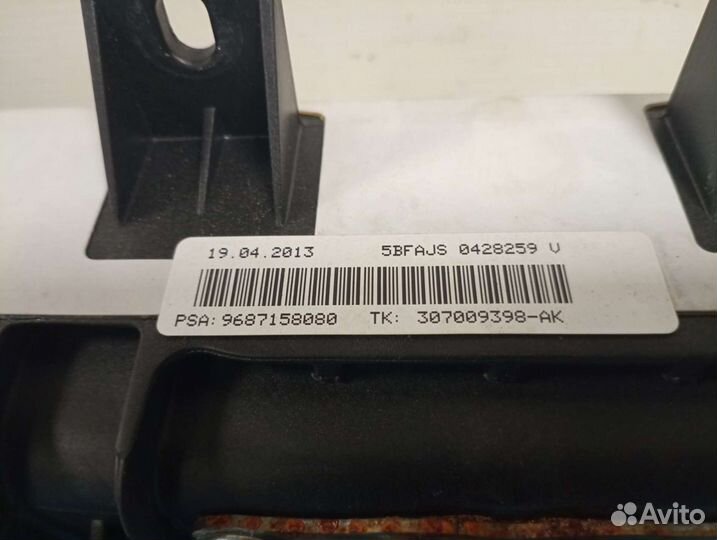 19.04.2013 5BFAJS 0428259 V
PSA: 9687158080 TK: 307009398-AK
Avito